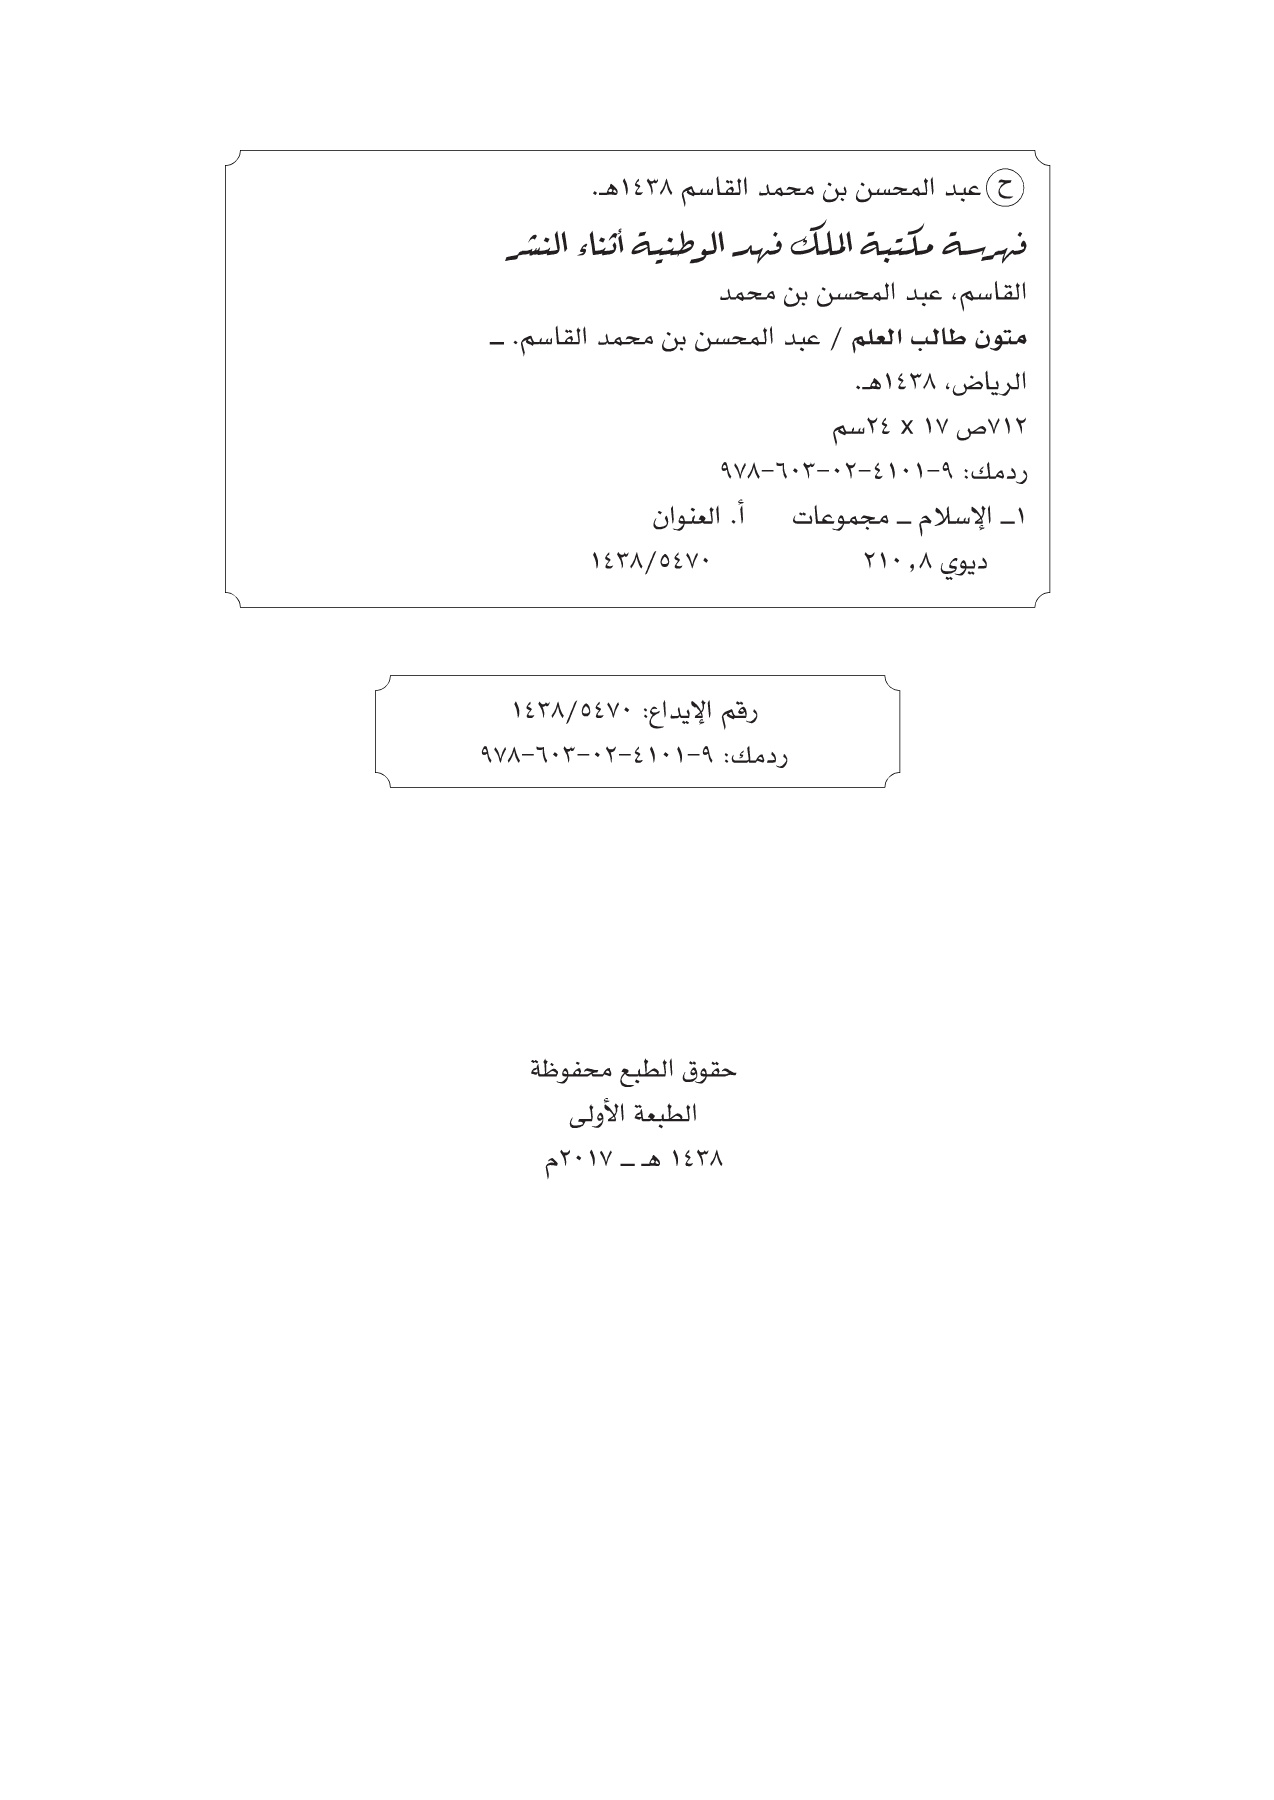 ح عبد المحسن بن محمد القاسم ١٤٣٨هـ.
فهرسة مكتبة الملك فهد الوطنية أثناء النشر
القاسم، عبد المحسن بن محمد
متون طالب العلم / عبد المحسن بن محمد القاسم. ـ
الرياض، ١٤٣٨هـ.
٧١٢ص ١٧ x ٢٤سم
ردمك: ٩-٤١٠١-٠٢-٦٠٣-٩٧٨
١ـ الإسلام ـ مجموعات أ. العنوان
ديوي ٢١٠,٨ ١٤٣٨/٥٤٧٠
رقم الإيداع: ١٤٣٨/٥٤٧٠
ردمك: ٩-٤١٠١-٠٢-٦٠٣-٩٧٨
حقوق الطبع محفوظة
الطبعة الأولى
١٤٣٨ هـ ـ ٢٠١٧م